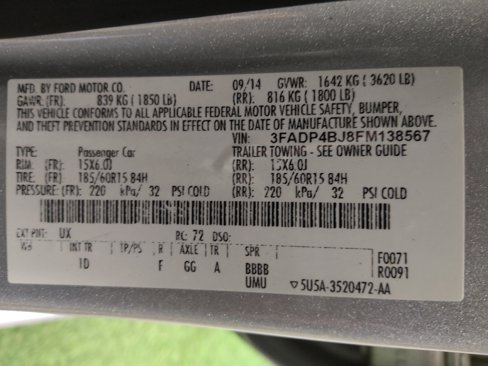 MFD. BY FORD MOTOR CO. DATE: 09/14 GVWR: 1642 KG ( 3620 LB)
GAWR: (FR): 839 KG ( 1850 LB) (RR): 816 KG ( 1800 LB)
THIS VEHICLE CONFORMS TO ALL APPLICABLE FEDERAL MOTOR VEHICLE SAFETY, BUMPER,
AND THEFT PREVENTION STANDARDS IN EFFECT ON THE DATE OF MANUFACTURE SHOWN ABOVE.
VIN: 3FADP4BJ8FM138567
TYPE: Passenger Car TRAILER TOWING - SEE OWNER GUIDE
RIM: (FR): 15X6.0J (RR): 15X6.0J
TIRE: (FR): 185/60R15 84H (RR): 185/60R15 84H
PRESSURE: (FR): 220 kPa/ 32 PSI COLD (RR): 220 kPa/ 32 PSI COLD
EXT PNT: UX RC: 72 DSO:
WB INT TR TP/PS R AXLE TR SPR F0071
ID F GG A BBBB R0091
UMU ▽5U5A-3520472-AA